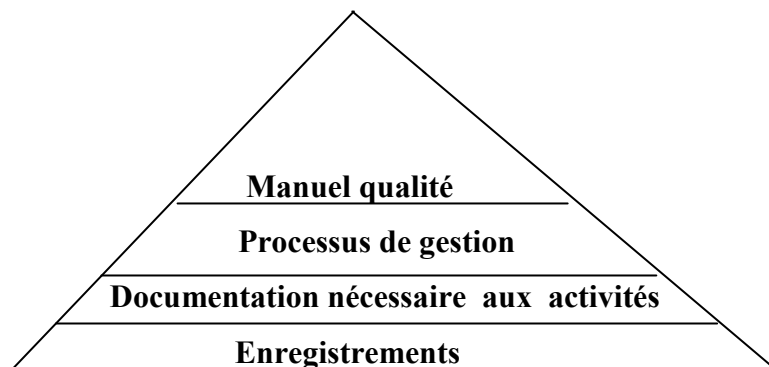 Manuel qualité
Processus de gestion
Documentation nécessaire aux activités
Enregistrements